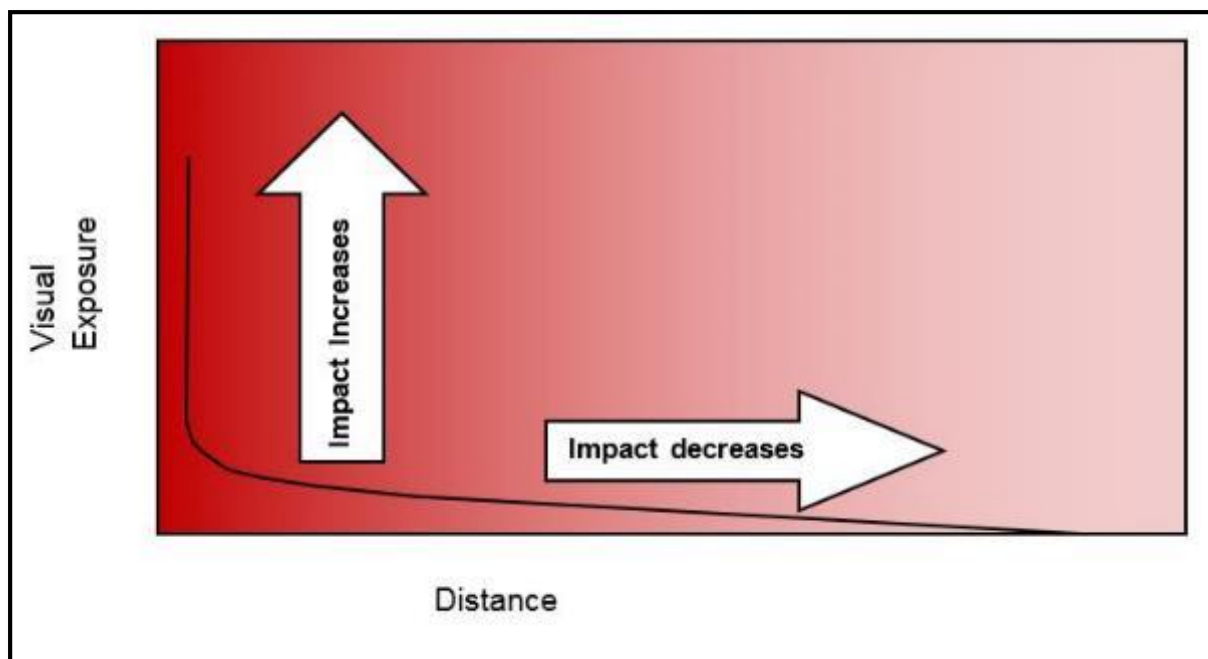 Visual
Exposure
Impact Increases
Impact decreases
Distance